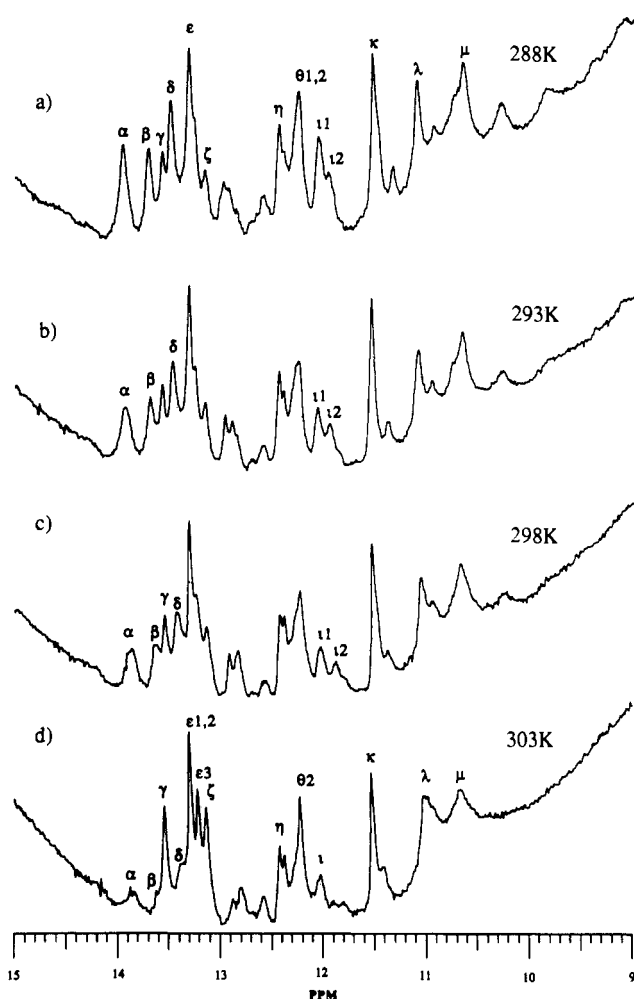 ε
κ
288K
a)
δ
θ1,2
λ
μ
α
β
γ
η
ι1
ζ
ι2
b)
293K
δ
α
β
ι1
ι2
c)
298K
γ
α
β
δ
ι1
ι2
d)
ε1,2
303K
κ
γ
ε3
ζ
θ2
λ
μ
δ
η
α
β
ι
15 14 13 12 11 10 9
PPM